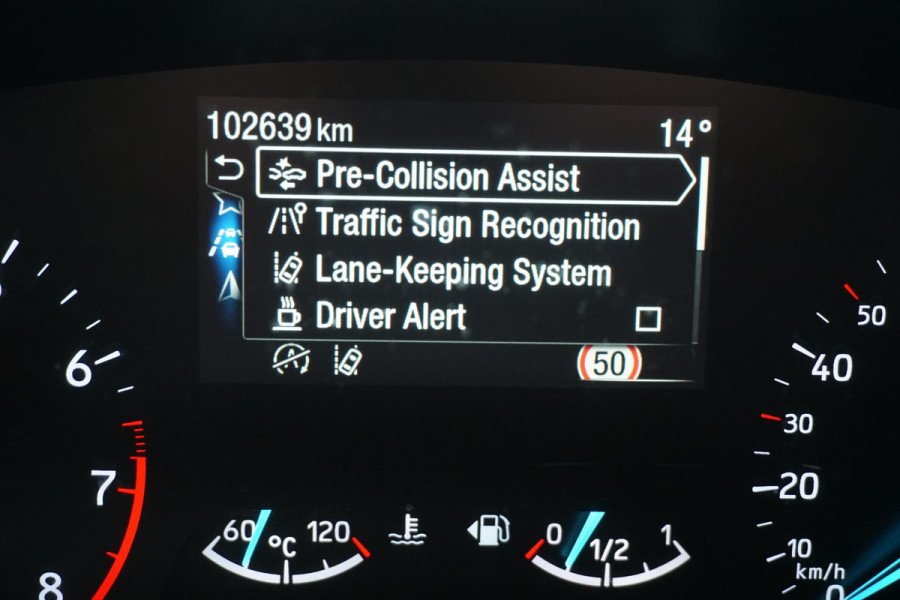 102639 km 14°
Pre-Collision Assist
Traffic Sign Recognition
Lane-Keeping System
Driver Alert
A 50
6
7
8
50
40
30
20
10
km/h
0
60 °C 120
0 1/2 1